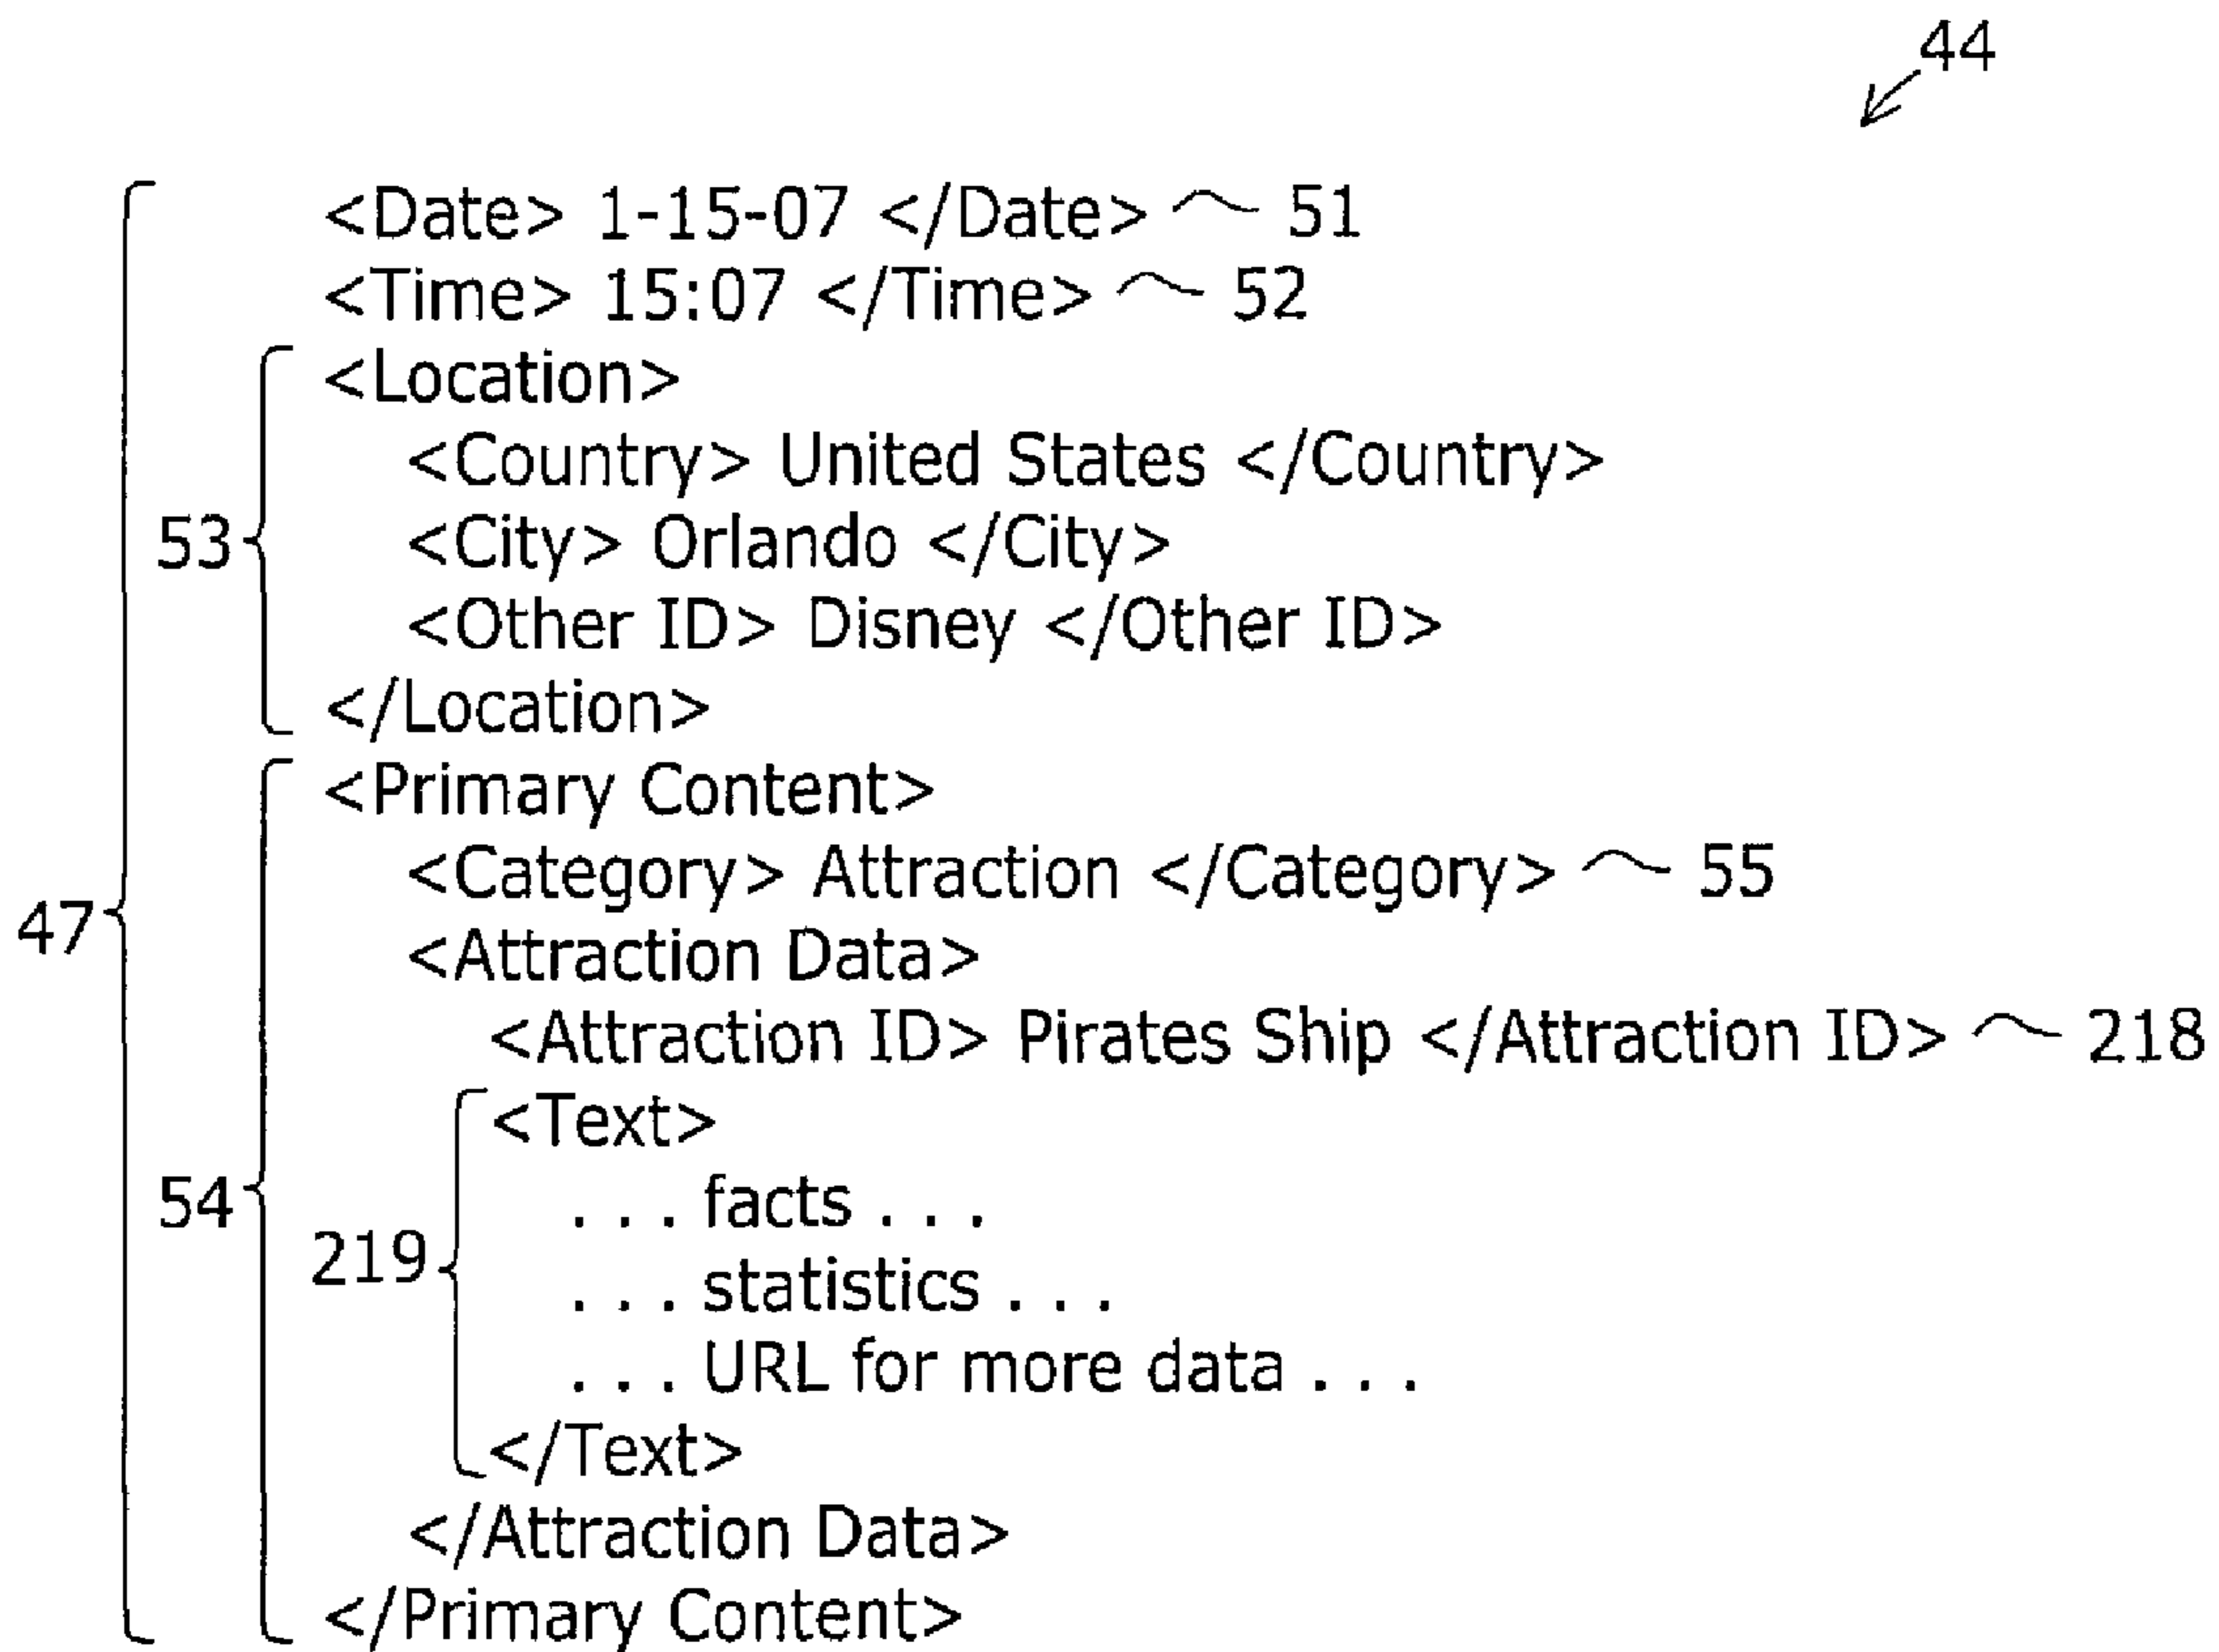 44
<Date> 1-15-07 </Date> 51
<Time> 15:07 </Time> 52
<Location>
<Country> United States </Country>
53 <City> Orlando </City>
<Other ID> Disney </Other ID>
</Location>
<Primary Content>
<Category> Attraction </Category> 55
47 <Attraction Data>
<Attraction ID> Pirates Ship </Attraction ID> 218
<Text>
54 . . . facts . . .
219 . . . statistics . . .
. . . URL for more data . . .
</Text>
</Attraction Data>
</Primary Content>